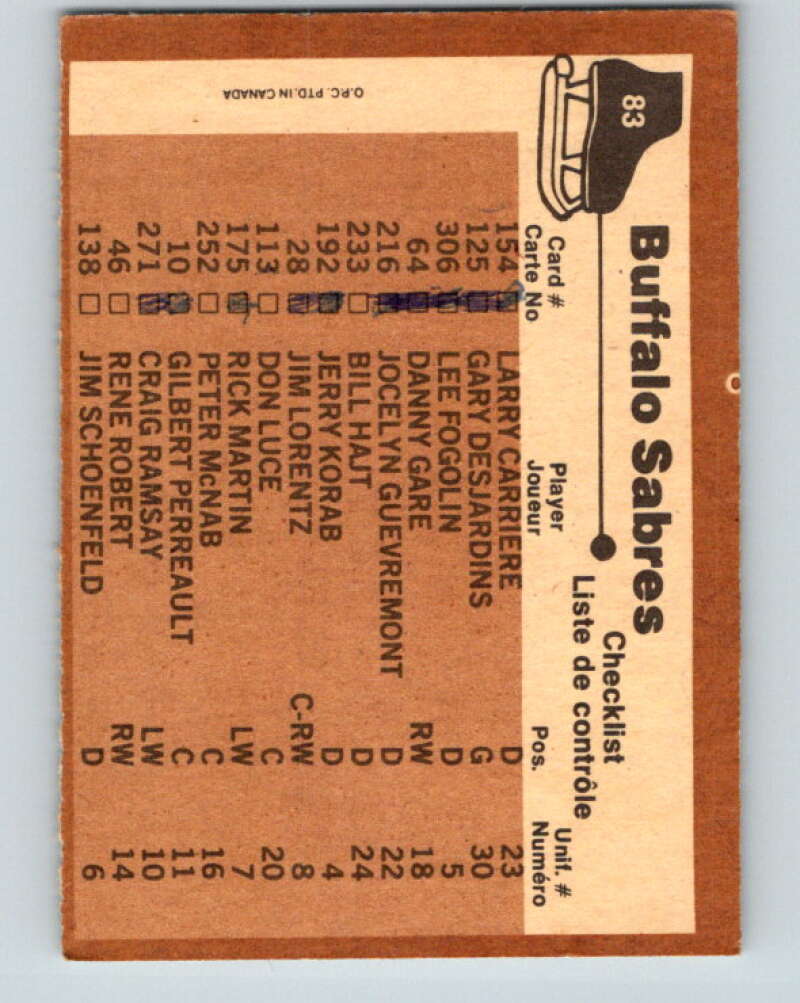 83
Buffalo Sabres
Checklist
Liste de contrôle
Card # Player Pos. Unif. #
Carte No Joueur Numéro
154 LARRY CARRIERE D 23
125 GARY DESJARDINS G 30
306 LEE FOGOLIN D 5
64 DANNY GARE RW 18
216 JOCELYN GUEVREMONT D 22
233 BILL HAJT D 24
192 JERRY KORAB D 4
28 JIM LORENTZ C-RW 8
113 DON LUCE C 20
175 RICK MARTIN LW 7
252 PETER McNAB C 16
10 GILBERT PERREAULT C 11
271 CRAIG RAMSAY LW 10
46 RENE ROBERT RW 14
138 JIM SCHOENFELD D 6
O.P.C. PTD. IN CANADA